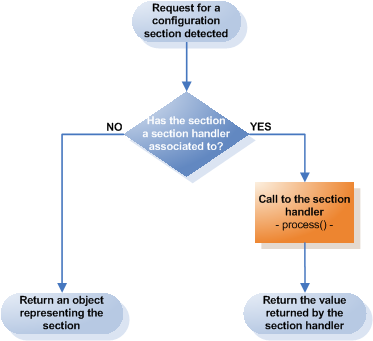 Request for a
configuration
section detected
Has the section
a section handler
associated to?
NO
YES
Call to the section
handler
- process() -
Return an object
representing the
section
Return the value
returned by the
section handler